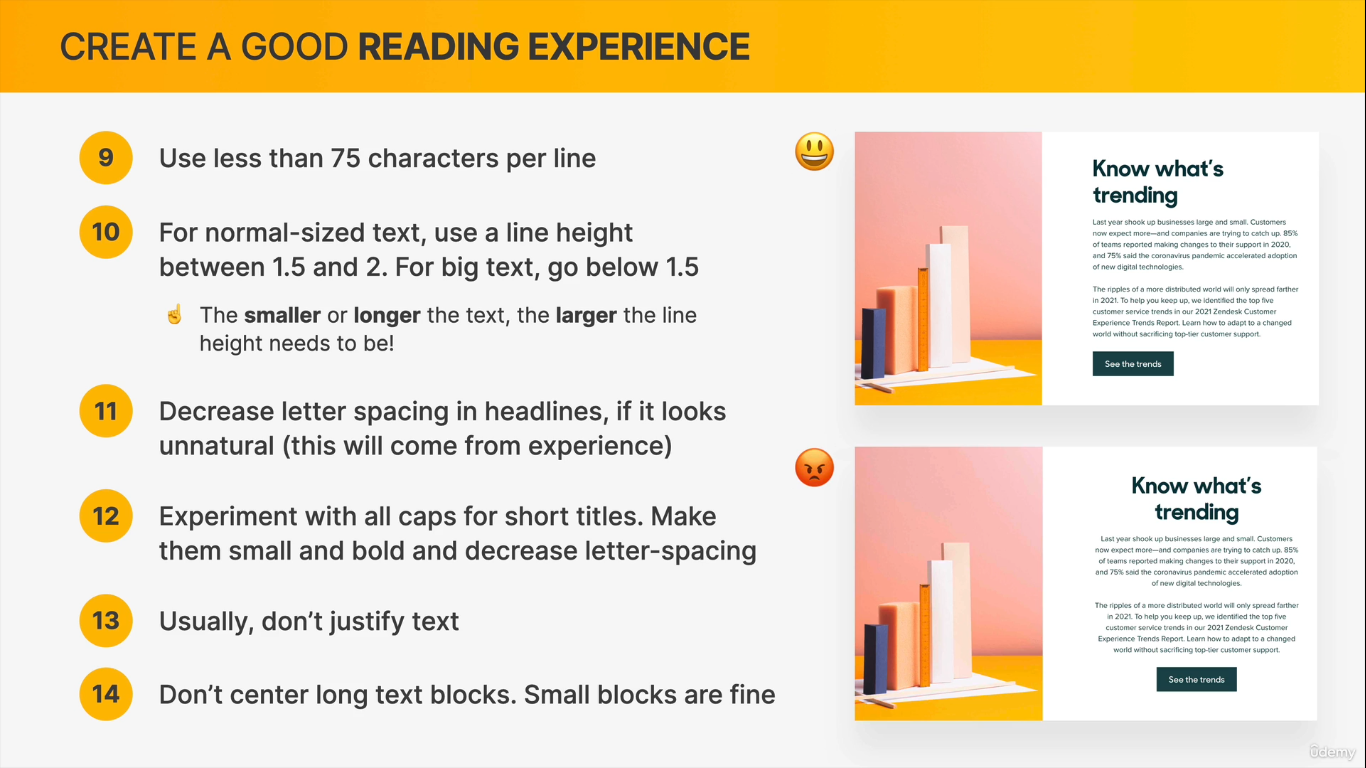 CREATE A GOOD READING EXPERIENCE
9
Use less than 75 characters per line
10
For normal-sized text, use a line height
between 1.5 and 2. For big text, go below 1.5
The smaller or longer the text, the larger the line
height needs to be!
11
Decrease letter spacing in headlines, if it looks
unnatural (this will come from experience)
12
Experiment with all caps for short titles. Make
them small and bold and decrease letter-spacing
13
Usually, don’t justify text
14
Don’t center long text blocks. Small blocks are fine
Know what’s
trending
Last year shook up businesses large and small. Customers
now expect more—and companies are trying to catch up. 85%
of teams reported making changes to their support in 2020,
and 75% said the coronavirus pandemic accelerated adoption
of new digital technologies.
The ripples of a more distributed world will only spread farther
in 2021. To help you keep up, we identified the top five
customer service trends in our 2021 Zendesk Customer
Experience Trends Report. Learn how to adapt to a changed
world without sacrificing top-tier customer support.
See the trends
Know what’s
trending
Last year shook up businesses large and small. Customers
now expect more—and companies are trying to catch up. 85%
of teams reported making changes to their support in 2020,
and 75% said the coronavirus pandemic accelerated adoption
of new digital technologies.
The ripples of a more distributed world will only spread farther
in 2021. To help you keep up, we identified the top five
customer service trends in our 2021 Zendesk Customer
Experience Trends Report. Learn how to adapt to a changed
world without sacrificing top-tier customer support.
See the trends
ûdemy